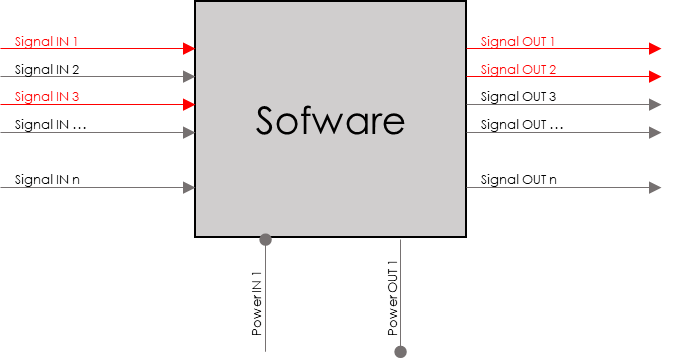 Signal IN 1
Signal IN 2
Signal IN 3
Signal IN ...
Signal IN n
Sofware
Signal OUT 1
Signal OUT 2
Signal OUT 3
Signal OUT ...
Signal OUT n
Power IN 1
Power OUT 1